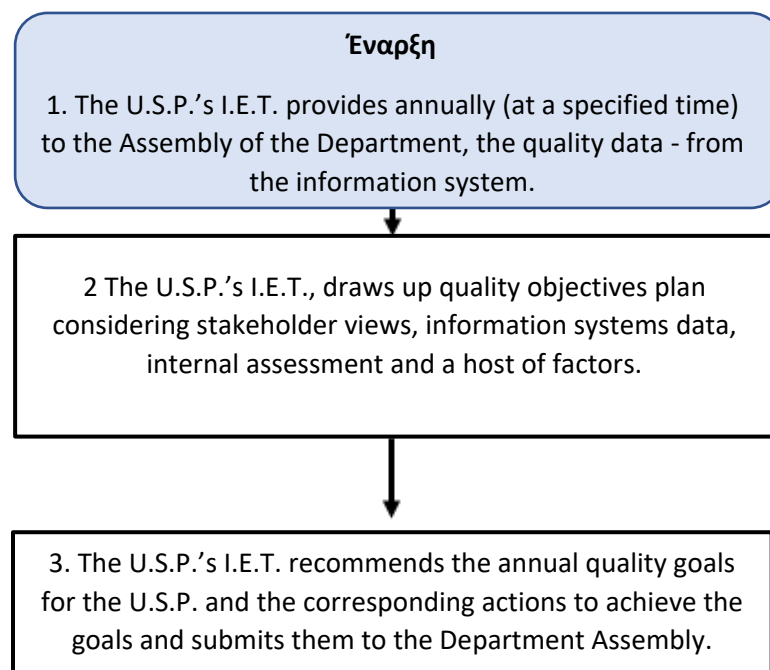 Έναρξη
1. The U.S.P.’s I.E.T. provides annually (at a specified time)
to the Assembly of the Department, the quality data - from
the information system.
2 The U.S.P.’s I.E.T., draws up quality objectives plan
considering stakeholder views, information systems data,
internal assessment and a host of factors.
3. The U.S.P.’s I.E.T. recommends the annual quality goals
for the U.S.P. and the corresponding actions to achieve the
goals and submits them to the Department Assembly.